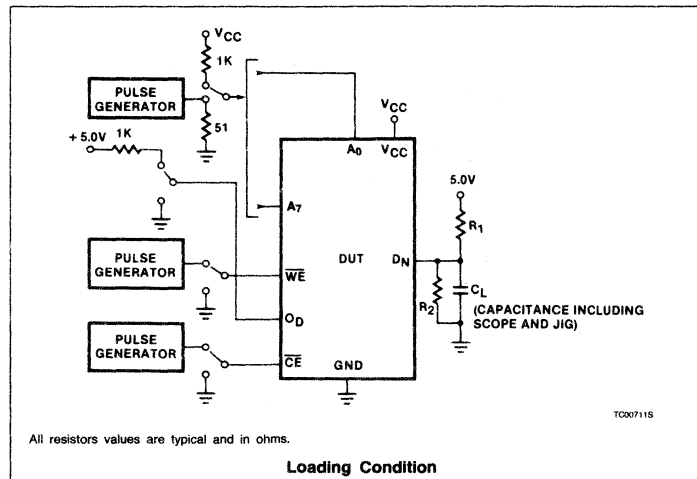 VCC
1K
PULSE
GENERATOR
51
+ 5.0V
1K
VCC
A0
VCC
A7
5.0V
R1
DUT
DN
PULSE
GENERATOR
WE
R2
CL
(CAPACITANCE INCLUDING
SCOPE AND JIG)
OD
PULSE
GENERATOR
CE
GND
TC00711S
All resistors values are typical and in ohms.
Loading Condition